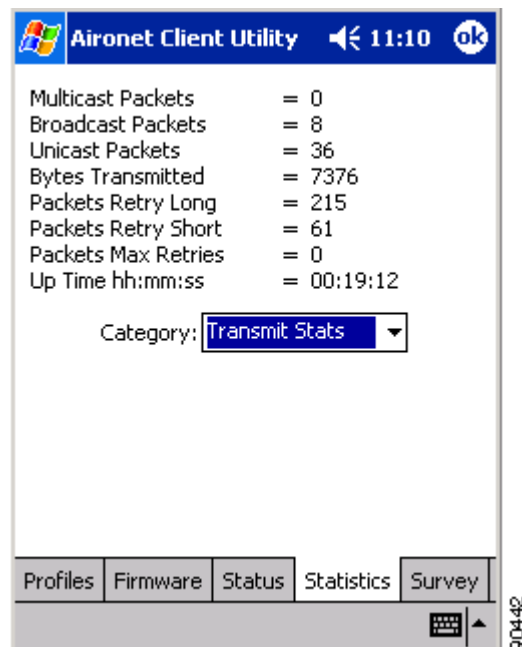 Aironet Client Utility 11:10 ok
Multicast Packets = 0
Broadcast Packets = 8
Unicast Packets = 36
Bytes Transmitted = 7376
Packets Retry Long = 215
Packets Retry Short = 61
Packets Max Retries = 0
Up Time hh:mm:ss = 00:19:12
Category: Transmit Stats
Profiles Firmware Status Statistics Survey
90442